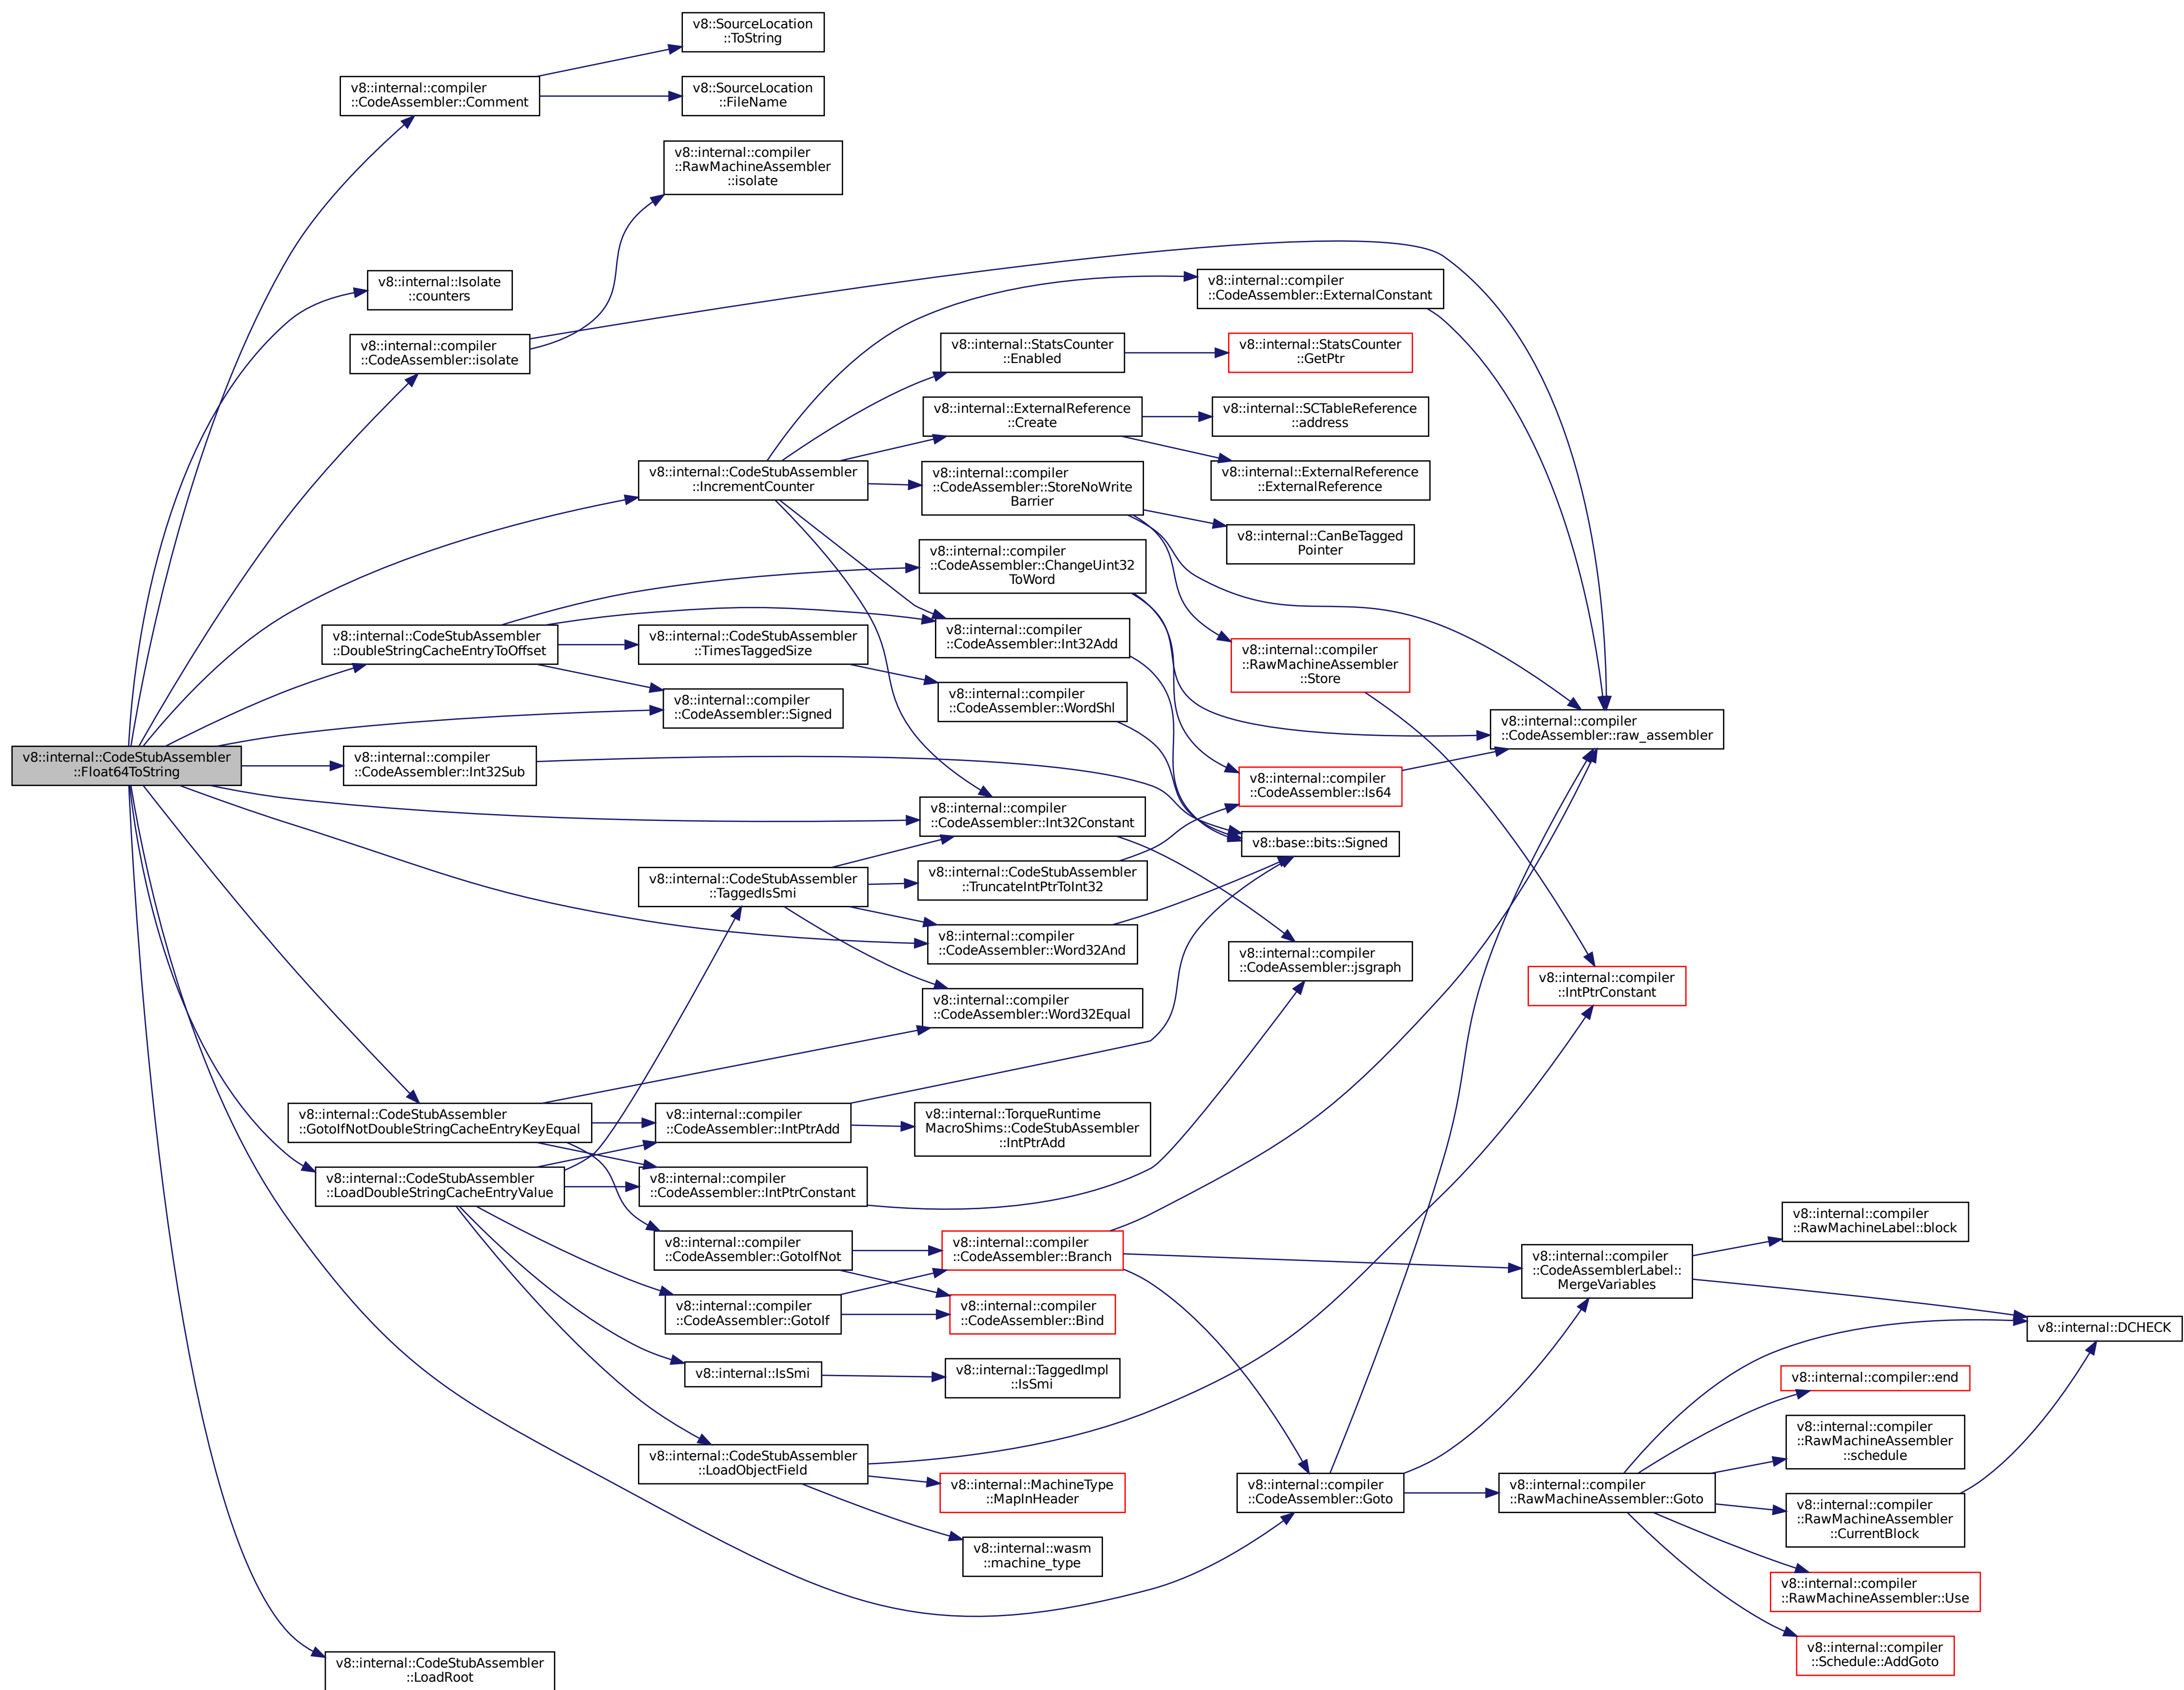 v8::SourceLocation
::ToString
v8::internal::compiler
::CodeAssembler::Comment
v8::SourceLocation
::FileName
v8::internal::compiler
::RawMachineAssembler
::isolate
v8::internal::Isolate
::counters
v8::internal::compiler
::CodeAssembler::ExternalConstant
v8::internal::compiler
::CodeAssembler::isolate
v8::internal::StatsCounter
::Enabled
v8::internal::StatsCounter
::GetPtr
v8::internal::ExternalReference
::Create
v8::internal::SCTableReference
::address
v8::internal::CodeStubAssembler
::IncrementCounter
v8::internal::compiler
::CodeAssembler::StoreNoWrite
Barrier
v8::internal::ExternalReference
::ExternalReference
v8::internal::CanBeTagged
Pointer
v8::internal::compiler
::CodeAssembler::ChangeUint32
ToWord
v8::internal::CodeStubAssembler
::DoubleStringCacheEntryToOffset
v8::internal::CodeStubAssembler
::TimesTaggedSize
v8::internal::compiler
::CodeAssembler::Int32Add
v8::internal::compiler
::RawMachineAssembler
::Store
v8::internal::compiler
::CodeAssembler::Signed
v8::internal::compiler
::CodeAssembler::WordShl
v8::internal::compiler
::CodeAssembler::raw_assembler
v8::internal::CodeStubAssembler
::Float64ToString
v8::internal::compiler
::CodeAssembler::Int32Sub
v8::internal::compiler
::CodeAssembler::Is64
v8::internal::compiler
::CodeAssembler::Int32Constant
v8::base::bits::Signed
v8::internal::CodeStubAssembler
::TaggedIsSmi
v8::internal::CodeStubAssembler
::TruncateIntPtrToInt32
v8::internal::compiler
::CodeAssembler::Word32And
v8::internal::compiler
::CodeAssembler::jsgraph
v8::internal::compiler
::IntPtrConstant
v8::internal::compiler
::CodeAssembler::Word32Equal
v8::internal::CodeStubAssembler
::GotoIfNotDoubleStringCacheEntryKeyEqual
v8::internal::compiler
::CodeAssembler::IntPtrAdd
v8::internal::TorqueRuntime
MacroShims::CodeStubAssembler
::IntPtrAdd
v8::internal::CodeStubAssembler
::LoadDoubleStringCacheEntryValue
v8::internal::compiler
::CodeAssembler::IntPtrConstant
v8::internal::compiler
::RawMachineLabel::block
v8::internal::compiler
::CodeAssembler::GotoIfNot
v8::internal::compiler
::CodeAssembler::Branch
v8::internal::compiler
::CodeAssemblerLabel::
MergeVariables
v8::internal::compiler
::CodeAssembler::GotoIf
v8::internal::compiler
::CodeAssembler::Bind
v8::internal::DCHECK
v8::internal::IsSmi
v8::internal::TaggedImpl
::IsSmi
v8::internal::compiler::end
v8::internal::compiler
::RawMachineAssembler
::schedule
v8::internal::CodeStubAssembler
::LoadObjectField
v8::internal::MachineType
::MapInHeader
v8::internal::compiler
::CodeAssembler::Goto
v8::internal::compiler
::RawMachineAssembler::Goto
v8::internal::compiler
::RawMachineAssembler
::CurrentBlock
v8::internal::wasm
::machine_type
v8::internal::compiler
::RawMachineAssembler::Use
v8::internal::compiler
::Schedule::AddGoto
v8::internal::CodeStubAssembler
::LoadRoot